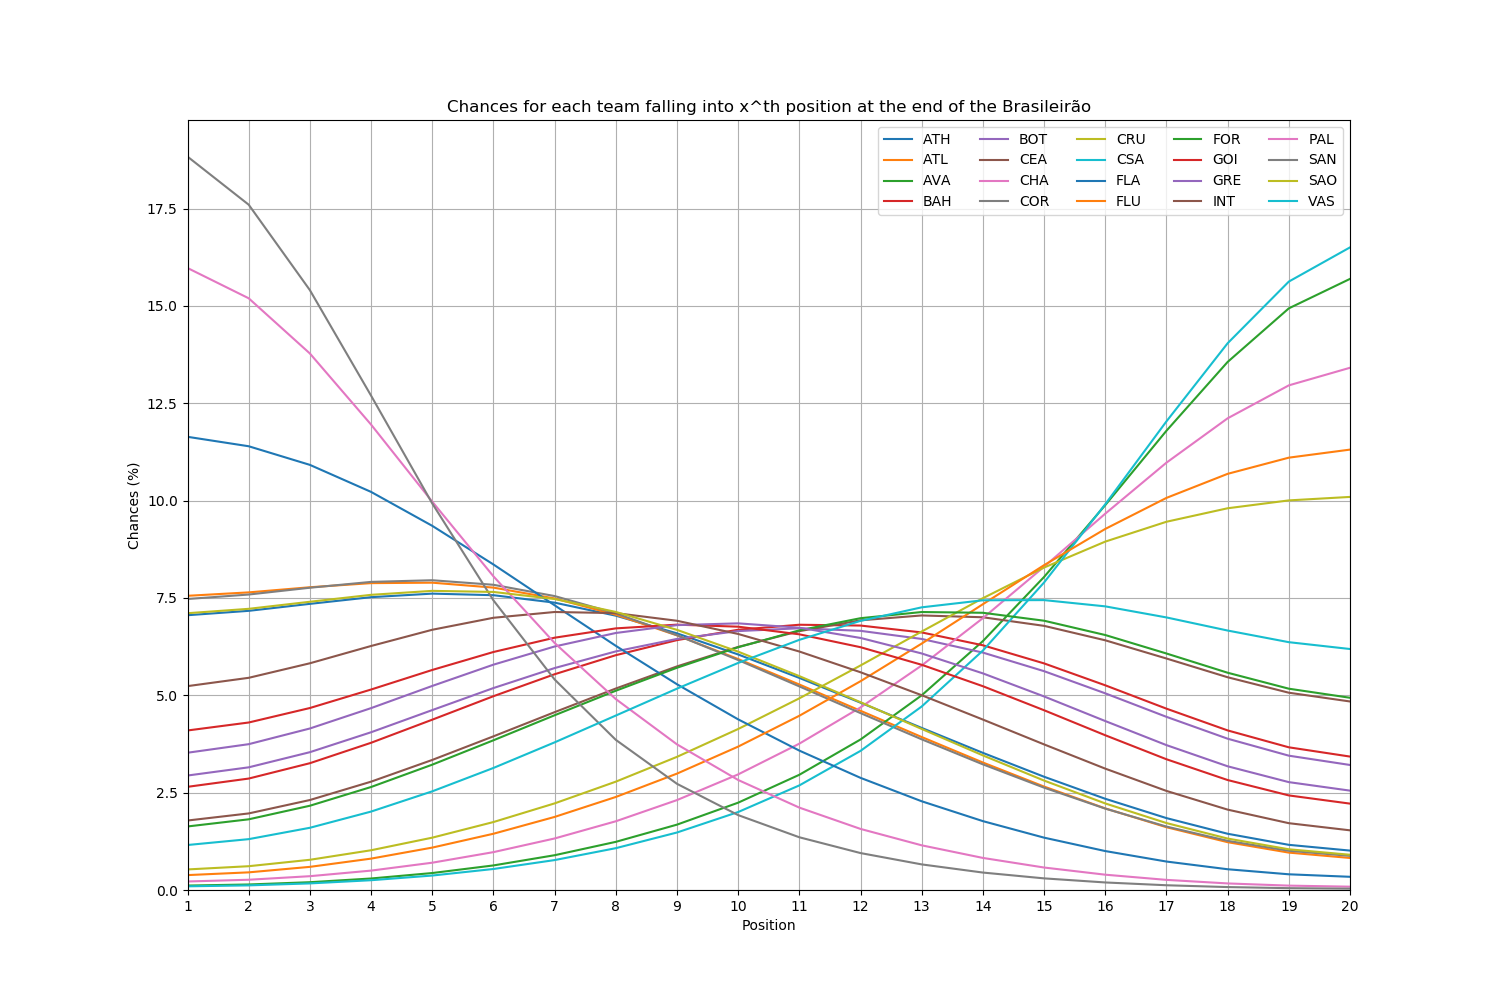 Chances for each team falling into x^th position at the end of the Brasileirão
ATH BOT CRU FOR PAL
ATL CEA CSA GOI SAN
AVA CHA FLA GRE SAO
BAH COR FLU INT VAS
Chances (%)
17.5
15.0
12.5
10.0
7.5
5.0
2.5
0.0
1 2 3 4 5 6 7 8 9 10 11 12 13 14 15 16 17 18 19 20
Position